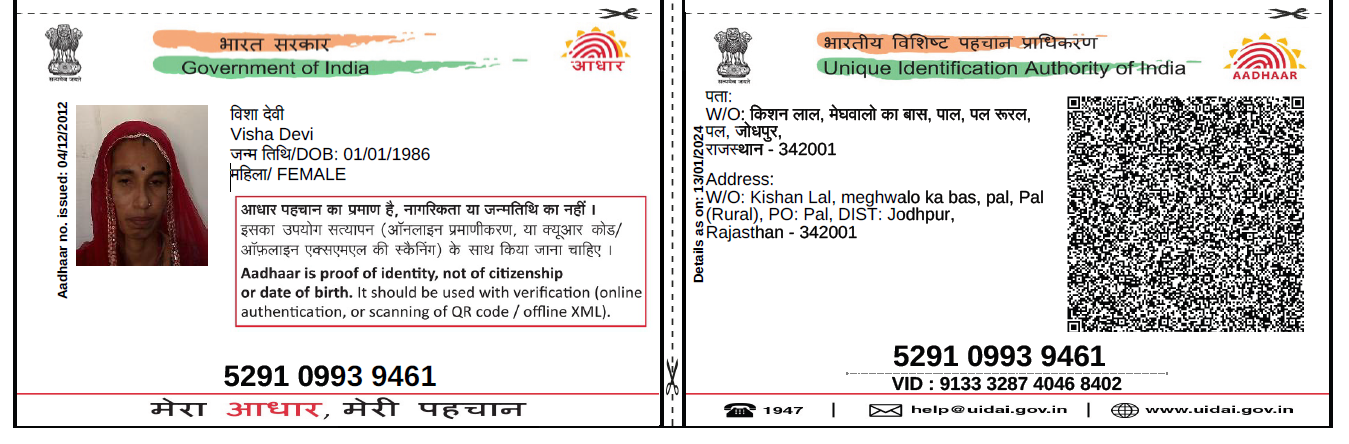 भारत सरकार
Government of India
आधार
सत्यमेव जयते
Aadhaar no. issued: 04/12/2012
विशा देवी
Visha Devi
जन्म तिथि/DOB: 01/01/1986
महिला/ FEMALE
आधार पहचान का प्रमाण है, नागरिकता या जन्मतिथि का नहीं ।
इसका उपयोग सत्यापन (ऑनलाइन प्रमाणीकरण, या क्यूआर कोड/
ऑफ़लाइन एक्सएमएल की स्कैनिंग) के साथ किया जाना चाहिए ।
Aadhaar is proof of identity, not of citizenship
or date of birth. It should be used with verification (online
authentication, or scanning of QR code / offline XML).
5291 0993 9461
मेरा आधार, मेरी पहचान
भारतीय विशिष्ट पहचान प्राधिकरण
Unique Identification Authority of India
AADHAAR
सत्यमेव जयते
Details as on: 13/01/2024
पता:
W/O: किशन लाल, मेघवालो का बास, पाल, पल रूरल,
पल, जोधपुर,
राजस्थान - 342001
Address:
W/O: Kishan Lal, meghwalo ka bas, pal, Pal
(Rural), PO: Pal, DIST: Jodhpur,
Rajasthan - 342001
5291 0993 9461
VID : 9133 3287 4046 8402
1947 | help@uidai.gov.in | www.uidai.gov.in